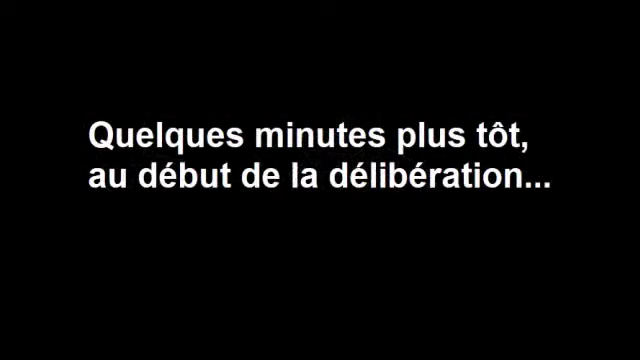 Quelques minutes plus tôt,
au début de la délibération...